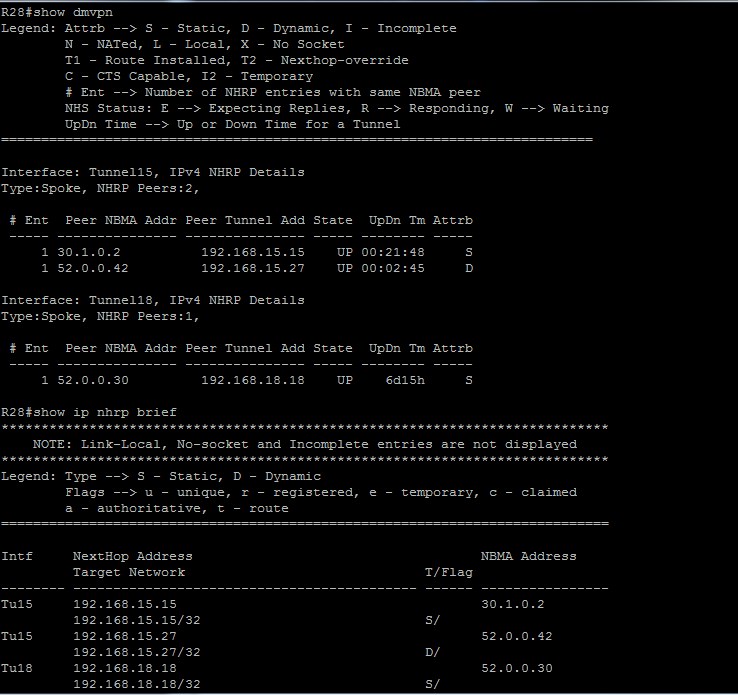 R28#show dmvpn
Legend: Attrb --> S - Static, D - Dynamic, I - Incomplete
        N - NATed, L - Local, X - No Socket
        T1 - Route Installed, T2 - Nexthop-override
        C - CTS Capable, I2 - Temporary
        # Ent --> Number of NHRP entries with same NBMA peer
        NHS Status: E --> Expecting Replies, R --> Responding, W --> Waiting
        UpDn Time --> Up or Down Time for a Tunnel
==========================================================================

Interface: Tunnel15, IPv4 NHRP Details
Type:Spoke, NHRP Peers:2,

 # Ent  Peer NBMA Addr Peer Tunnel Add State  UpDn Tm Attrb
 ----- --------------- --------------- ----- -------- -----
     1 30.1.0.2          192.168.15.15    UP 00:21:48     S
     1 52.0.0.42         192.168.15.27    UP 00:02:45     D

Interface: Tunnel18, IPv4 NHRP Details
Type:Spoke, NHRP Peers:1,

 # Ent  Peer NBMA Addr Peer Tunnel Add State  UpDn Tm Attrb
 ----- --------------- --------------- ----- -------- -----
     1 52.0.0.30         192.168.18.18    UP    6d15h     S

R28#show ip nhrp brief
****************************************************************************
    NOTE: Link-Local, No-socket and Incomplete entries are not displayed
****************************************************************************
Legend: Type --> S - Static, D - Dynamic
        Flags --> u - unique, r - registered, e - temporary, c - claimed
        a - authoritative, t - route
============================================================================

Intf     NextHop Address                                    NBMA Address
         Target Network                              T/Flag
-------- ------------------------------------------- ------ ----------------
Tu15     192.168.15.15                                      30.1.0.2
         192.168.15.15/32                            S/
Tu15     192.168.15.27                                      52.0.0.42
         192.168.15.27/32                            D/
Tu18     192.168.18.18                                      52.0.0.30
         192.168.18.18/32                            S/